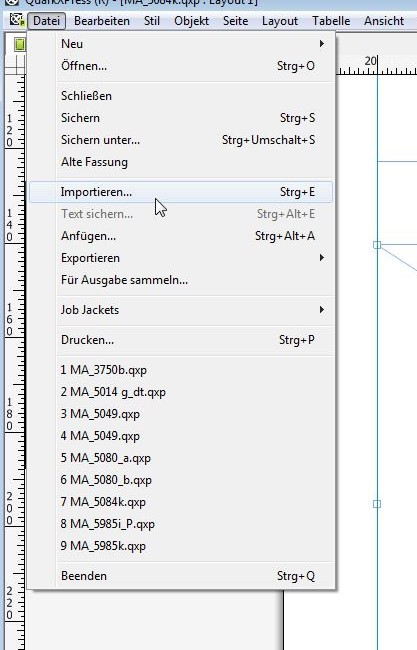 QuarkXPress (R) - [MA_5084k.qxp : Layout 1]
Datei Bearbeiten Stil Objekt Seite Layout Tabelle Ansicht
Neu
Öffnen... Strg+O
Schließen
Sichern Strg+S
Sichern unter... Strg+Umschalt+S
Alte Fassung
Importieren... Strg+E
Text sichern... Strg+Alt+E
Anfügen... Strg+Alt+A
Exportieren
Für Ausgabe sammeln...
Job Jackets
Drucken... Strg+P
1 MA_3750b.qxp
2 MA_5014 g_dt.qxp
3 MA_5049.qxp
4 MA_5049.qxp
5 MA_5080_a.qxp
6 MA_5080_b.qxp
7 MA_5084k.qxp
8 MA_5985i_P.qxp
9 MA_5985k.qxp
Beenden Strg+Q
20
120
140
160
180
200
220